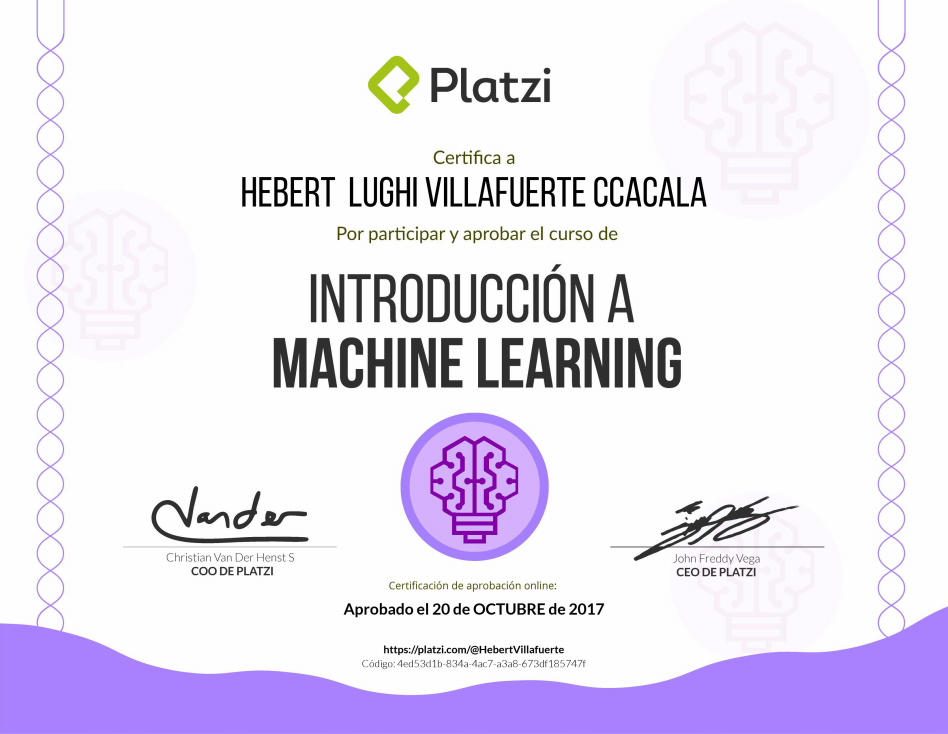 Platzi
Certifica a
HEBERT LUGHI VILLAFUERTE CCACALA
Por participar y aprobar el curso de
INTRODUCCIÓN A
MACHINE LEARNING
Vander
Christian Van Der Henst S
COO DE PLATZI
John Freddy Vega
CEO DE PLATZI
Certificación de aprobación online:
Aprobado el 20 de OCTUBRE de 2017
https://platzi.com/@HebertVillafuerte
Código: 4ed53d1b-834a-4ac7-a3a8-673df185747f